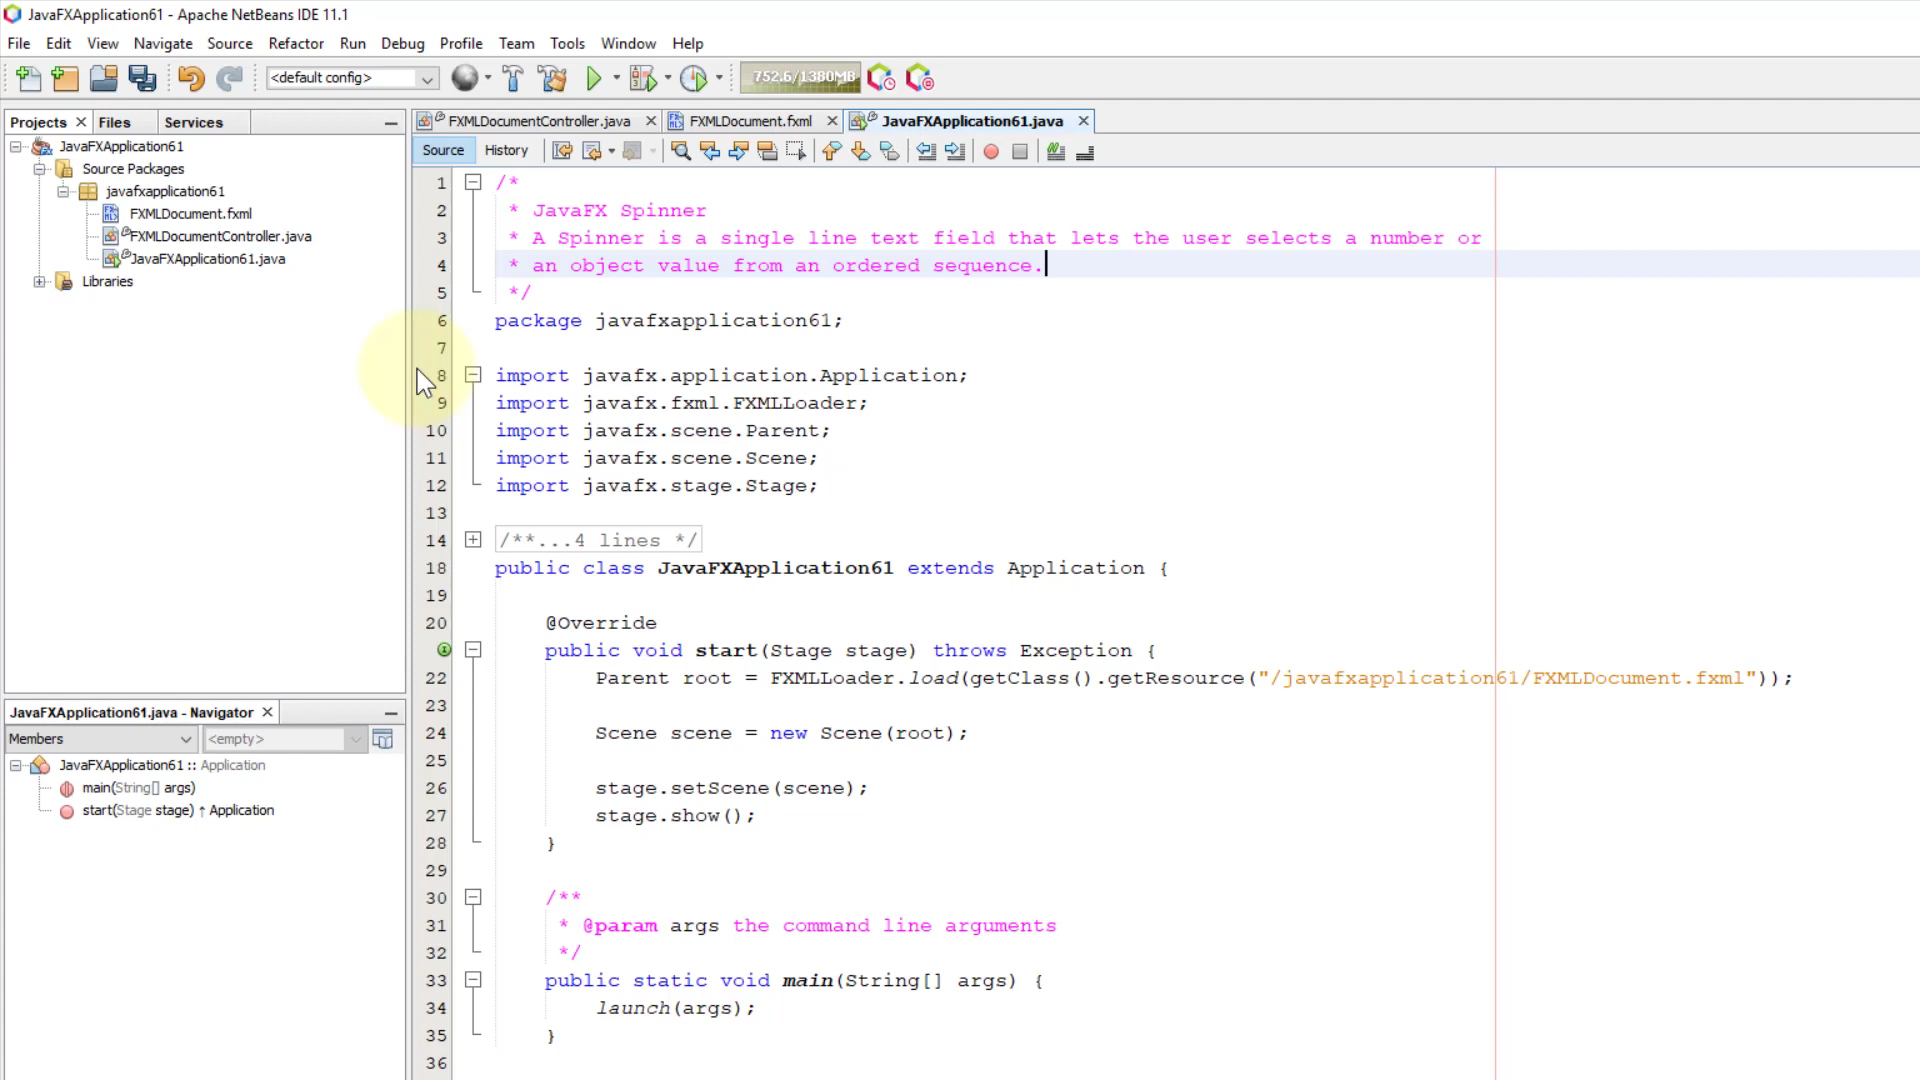 JavaFXApplication61 - Apache NetBeans IDE 11.1
File Edit View Navigate Source Refactor Run Debug Profile Team Tools Window Help
<default config> 752.6/1380MB
Projects Files Services
JavaFXApplication61
Source Packages
javafxapplication61
FXMLDocument.fxml
FXMLDocumentController.java
JavaFXApplication61.java
Libraries
JavaFXApplication61.java - Navigator
Members <empty>
JavaFXApplication61 :: Application
main(String[] args)
start(Stage stage) ↑ Application
FXMLDocumentController.java FXMLDocument.fxml JavaFXApplication61.java
Source History
1 /*
2 * JavaFX Spinner
3 * A Spinner is a single line text field that lets the user selects a number or
4 * an object value from an ordered sequence.
5 */
6 package javafxapplication61;
7
8 import javafx.application.Application;
9 import javafx.fxml.FXMLLoader;
10 import javafx.scene.Parent;
11 import javafx.scene.Scene;
12 import javafx.stage.Stage;
13
14 /**...4 lines */
18 public class JavaFXApplication61 extends Application {
19
20 @Override
public void start(Stage stage) throws Exception {
22 Parent root = FXMLLoader.load(getClass().getResource("/javafxapplication61/FXMLDocument.fxml"));
23
24 Scene scene = new Scene(root);
25
26 stage.setScene(scene);
27 stage.show();
28 }
29
30 /**
31 * @param args the command line arguments
32 */
33 public static void main(String[] args) {
34 launch(args);
35 }
36